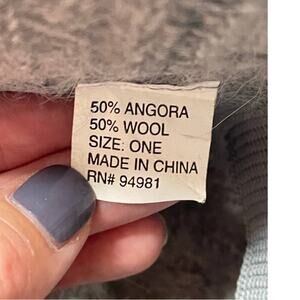 50% ANGORA
50% WOOL
SIZE: ONE
MADE IN CHINA
RN# 94981